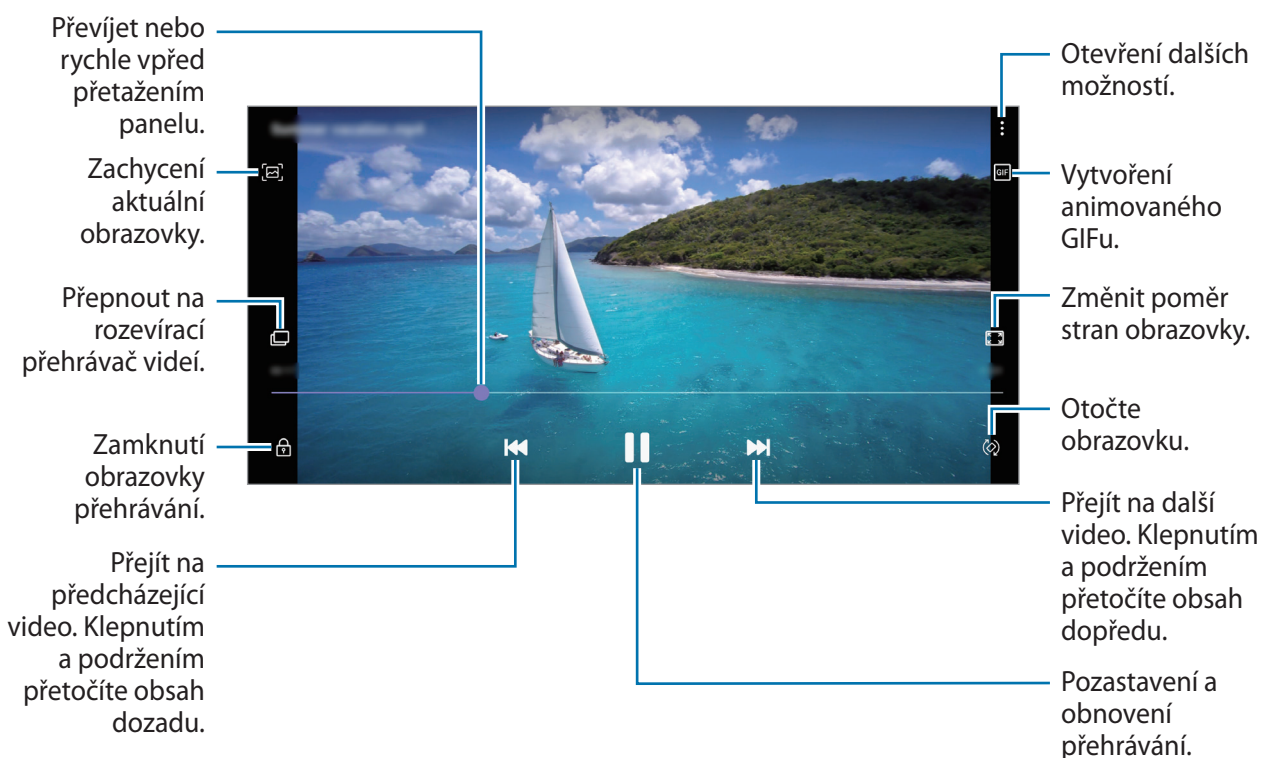 Převíjet nebo
rychle vpřed
přetažením
panelu.
Zachycení
aktuální
obrazovky.
Přepnout na
rozevírací
přehrávač videí.
Zamknutí
obrazovky
přehrávání.
Přejít na
předcházející
video. Klepnutím
a podržením
přetočíte obsah
dozadu.
Otevření dalších
možností.
GIF
Vytvoření
animovaného
GIFu.
Změnit poměr
stran obrazovky.
Otočte
obrazovku.
Přejít na další
video. Klepnutím
a podržením
přetočíte obsah
dopředu.
Pozastavení a
obnovení
přehrávání.